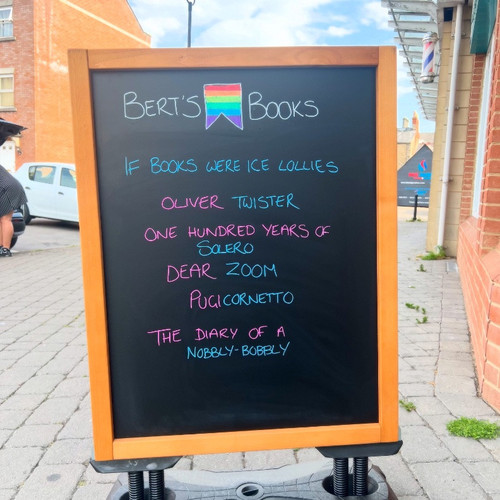 BERT'S BOOKS
IF BOOKS WERE ICE LOLLIES
OLIVER TWISTER
ONE HUNDRED YEARS OF
SOLERO
DEAR ZOOM
PUGICORNETTO
THE DIARY OF A
NOBBLY-BOBBLY